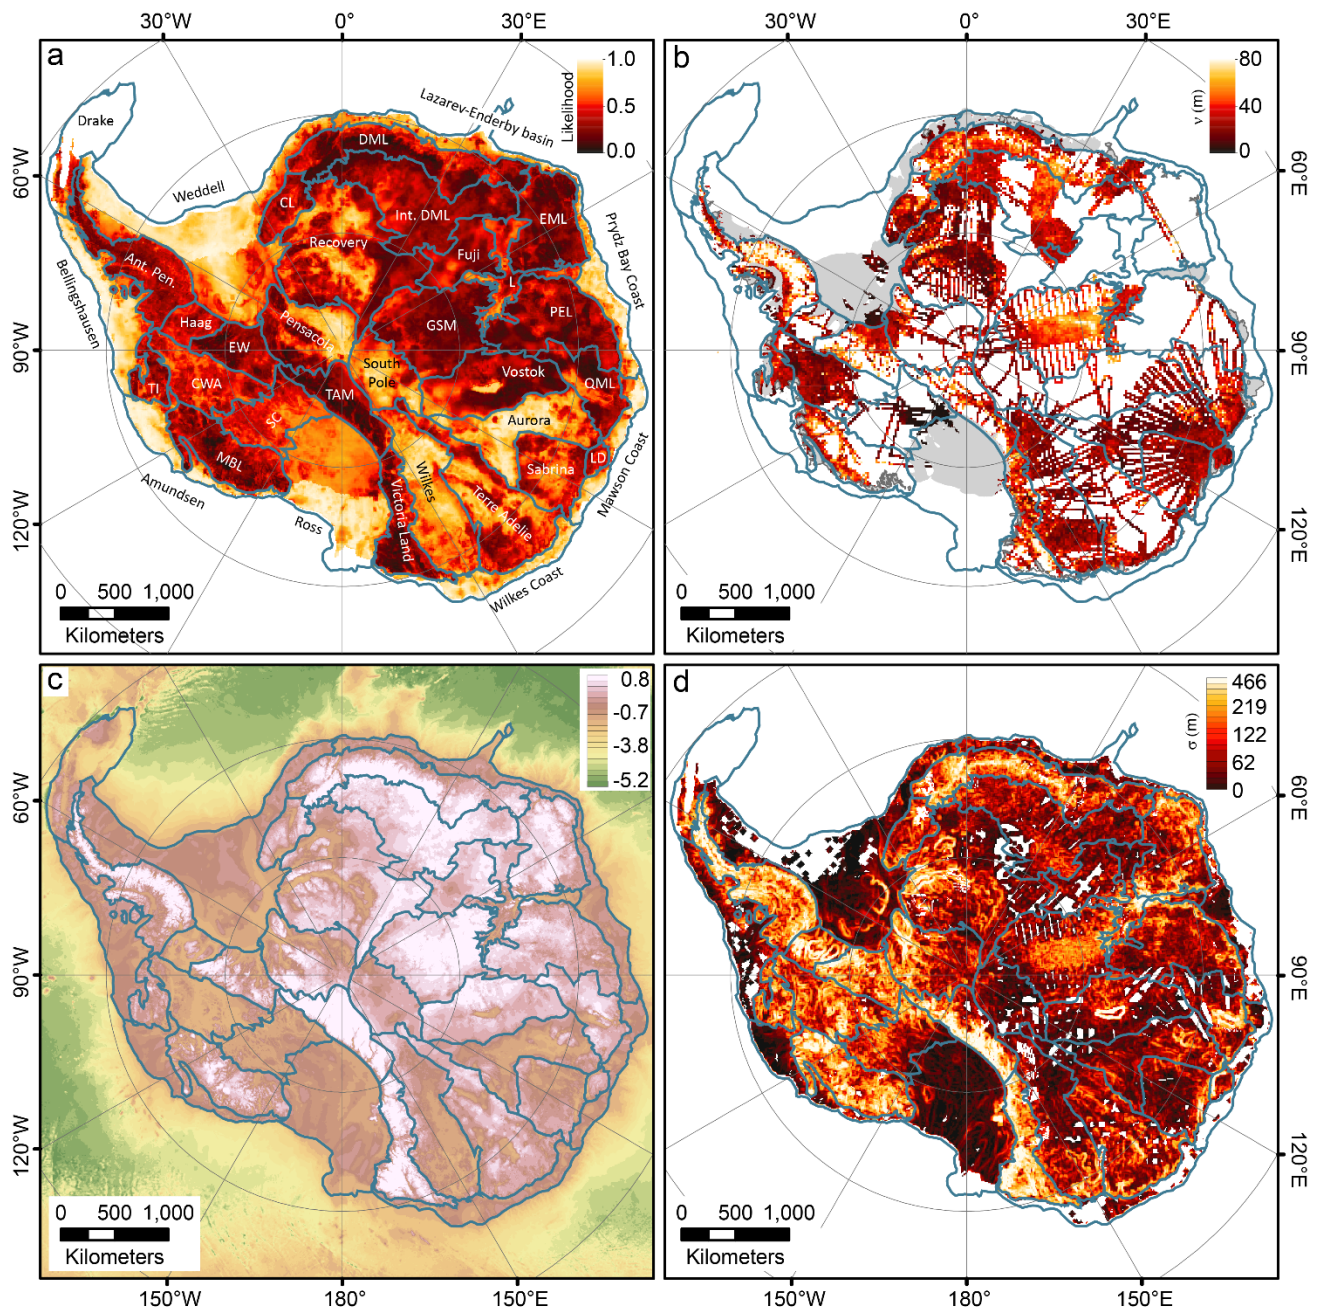 30°W 0° 30°E
30°W 0° 30°E
a
1.0
0.5
0.0
Likelihood
Drake
Lazarev-Enderby basin
DML
Weddell
CL
Int. DML
EML
Recovery
Fuji
Prydz Bay Coast
Ant. Pen.
L
Bellingshausen
PEL
Haag
Pensacola
GSM
EW
South
Pole
Vostok
TI
CWA
TAM
QML
SC
Aurora
MBL
Wilkes
Sabrina
LD
Mawson Coast
Amundsen
Terre Adelie
Ross
Victoria Land
Wilkes Coast
0 500 1,000
Kilometers
60°W
90°W
120°W
b
80
40
0
ν (m)
0 500 1,000
Kilometers
60°E
90°E
120°E
c
0.8
-0.7
-3.8
-5.2
0 500 1,000
Kilometers
60°W
90°W
120°W
d
466
219
122
62
0
σ (m)
0 500 1,000
Kilometers
60°E
90°E
120°E
150°W 180° 150°E
150°W 180° 150°E